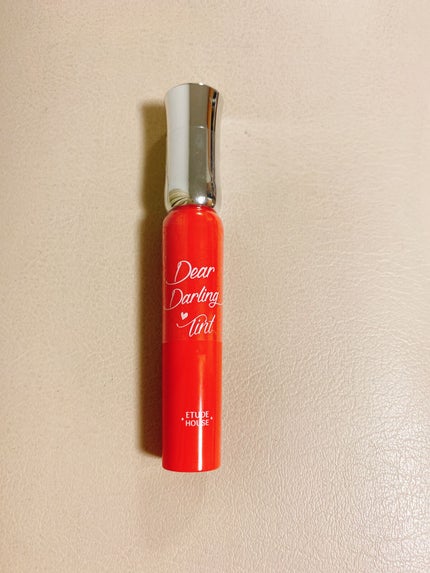 Dear
Darling
Tint
ETUDE
HOUSE